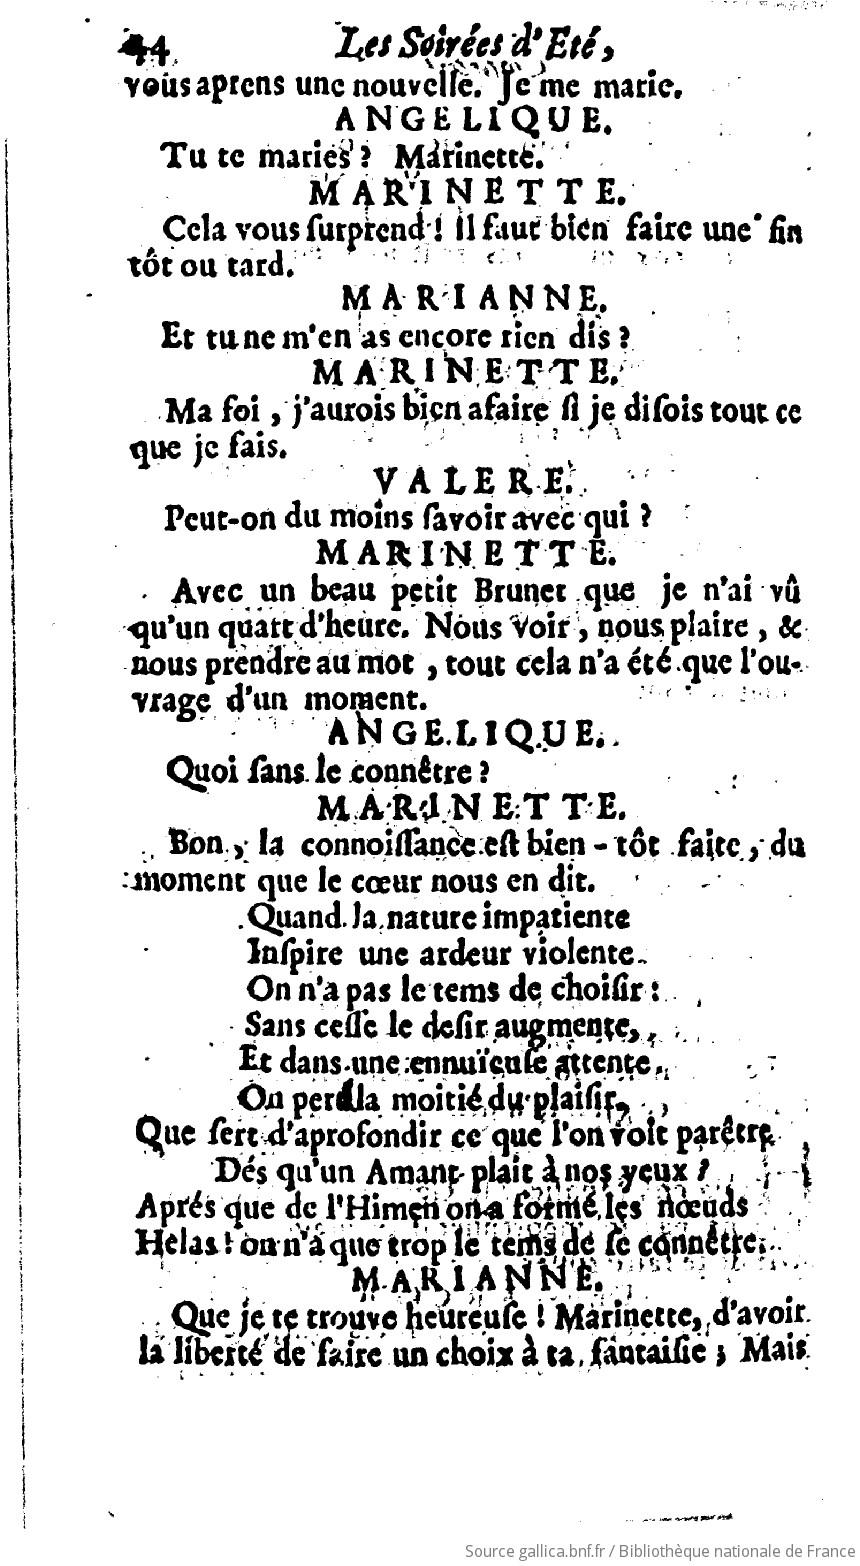 44 Les Soirées d'Eté,
vous aprens une nouvelle. Je me marie.
ANGELIQUE.
Tu te maries ? Marinette.
MARINETTE.
Cela vous ſurprend ! il faut bien faire une fin
tôt ou tard.
MARIANNE.
Et tu ne m'en as encore rien dis ?
MARINETTE.
Ma foi , j'aurois bien afaire ſi je diſois tout ce
que je fais.
VALERE.
Peut-on du moins ſavoir avec qui ?
MARINETTE.
Avec un beau petit Brunet que je n'ai vû
qu'un quart d'heure. Nous voir , nous plaire , &
nous prendre au mot , tout cela n'a été que l'ou-
vrage d'un moment.
ANGELIQUE.
Quoi ſans le connêtre ?
MARINETTE.
Bon , la connoiſſance eſt bien - tôt faite , du
moment que le cœur nous en dit.
Quand la nature impatiente
Inſpire une ardeur violente
On n'a pas le tems de choiſir :
Sans ceſſe le deſir augmente,
Et dans une ennuïeuſe attente
On perd la moitié du plaiſir,
Que ſert d'aprofondir ce que l'on voit parêtre
Dés qu'un Amant plait à nos yeux ?
Aprés que de l'Himen on a formé les nœuds
Helas ! on n'a que trop le tems de ſe connêtre.
MARIANNE.
Que je te trouve heureuſe ! Marinette, d'avoir
la liberté de faire un choix à ta fantaiſie ; Mais
Source gallica.bnf.fr / Bibliothèque nationale de France